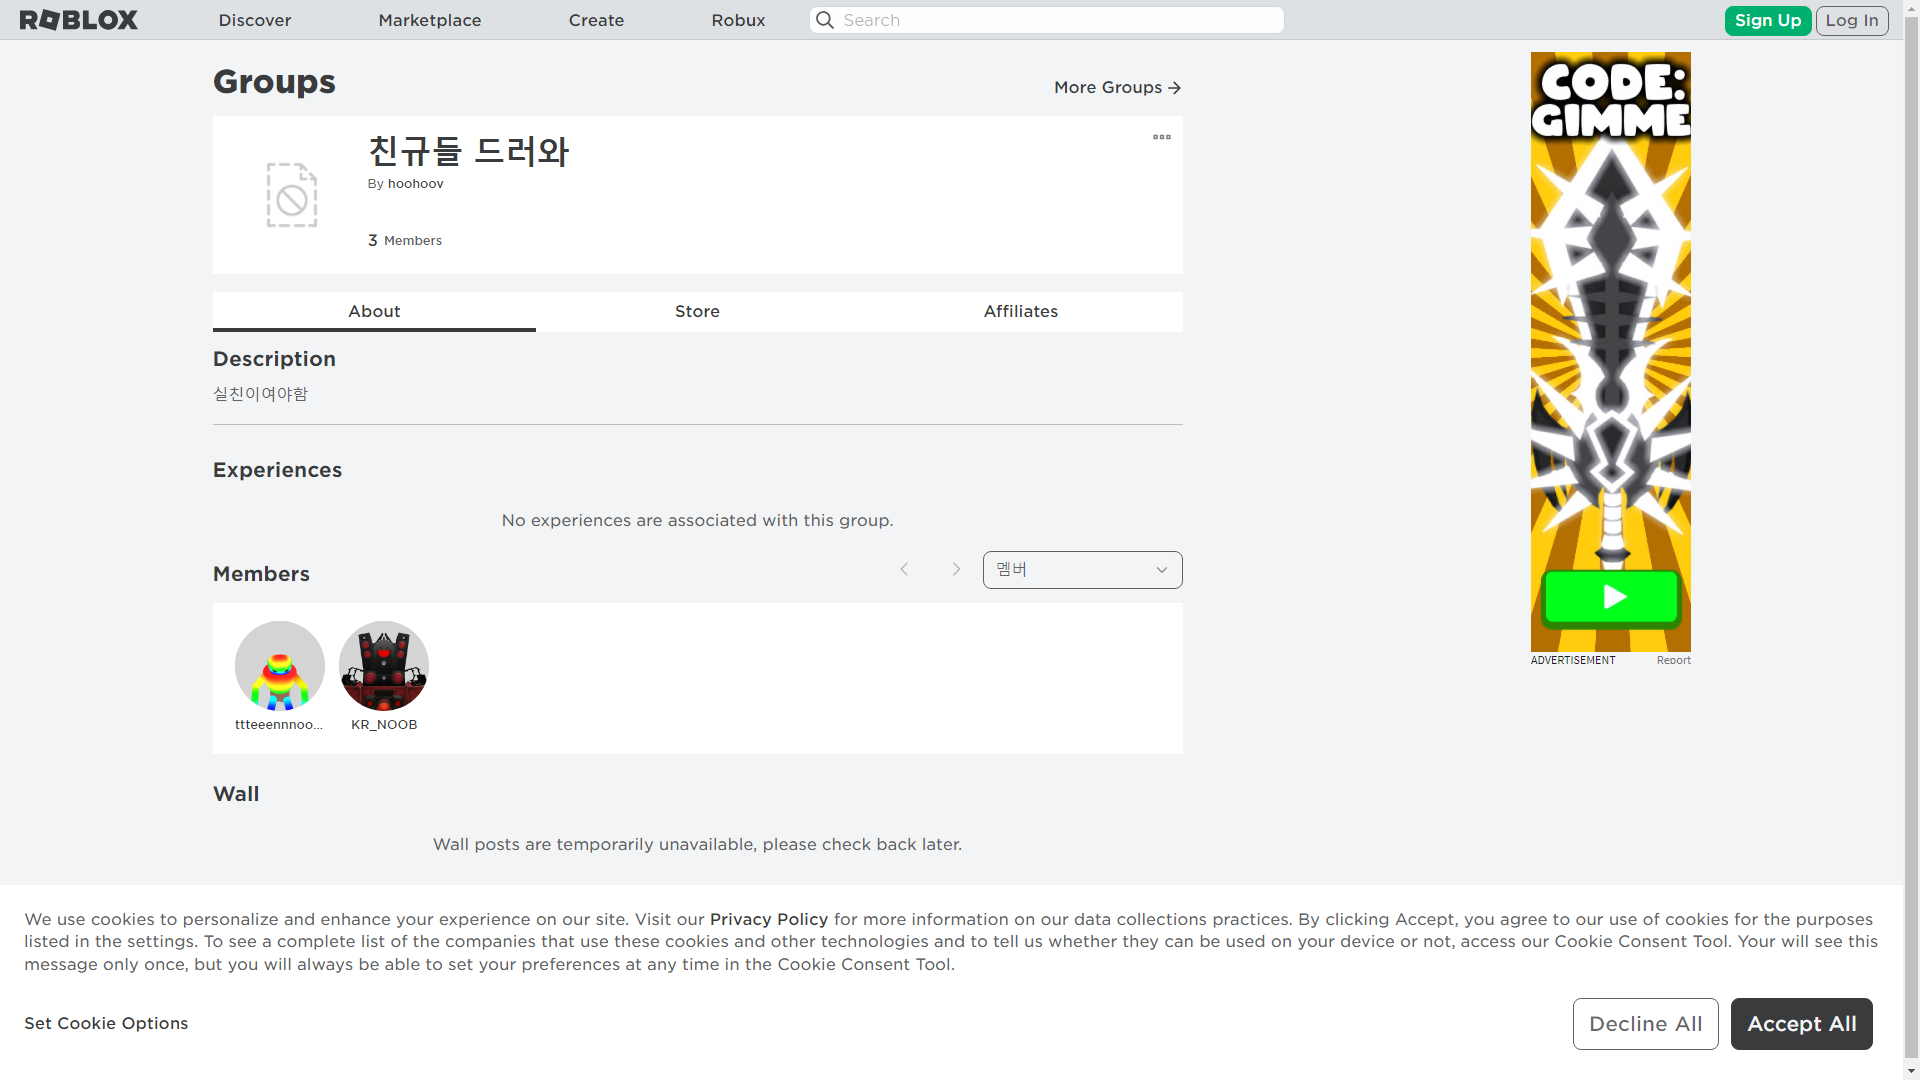 ROBLOX Discover Marketplace Create Robux Search Sign Up Log In
Groups
More Groups
친규들 드러와
By hoohoov
3 Members
About Store Affiliates
Description
실친이여야함
Experiences
No experiences are associated with this group.
Members
멤버
ttteeennnoo...
KR_NOOB
Wall
Wall posts are temporarily unavailable, please check back later.
CODE:
GIMME
ADVERTISEMENT Report
We use cookies to personalize and enhance your experience on our site. Visit our Privacy Policy for more information on our data collections practices. By clicking Accept, you agree to our use of cookies for the purposes
listed in the settings. To see a complete list of the companies that use these cookies and other technologies and to tell us whether they can be used on your device or not, access our Cookie Consent Tool. Your will see this
message only once, but you will always be able to set your preferences at any time in the Cookie Consent Tool.
Set Cookie Options
Decline All
Accept All